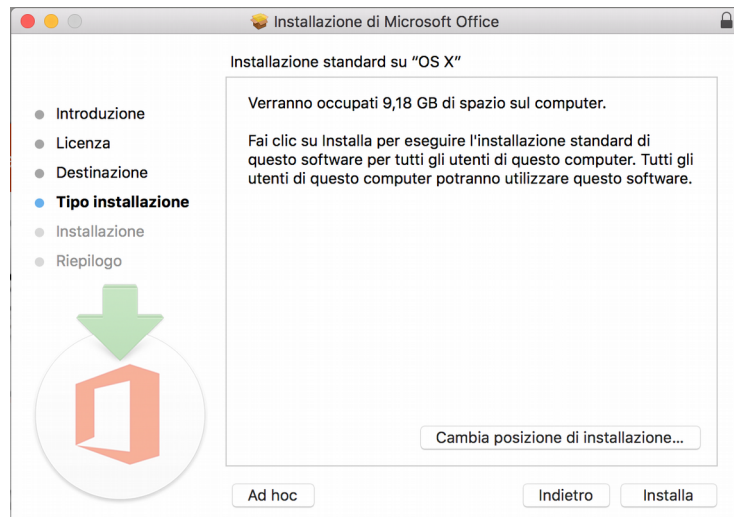 Installazione di Microsoft Office
Installazione standard su “OS X”
Introduzione
Licenza
Destinazione
Tipo installazione
Installazione
Riepilogo
Verranno occupati 9,18 GB di spazio sul computer.
Fai clic su Installa per eseguire l'installazione standard di
questo software per tutti gli utenti di questo computer. Tutti gli
utenti di questo computer potranno utilizzare questo software.
Cambia posizione di installazione...
Ad hoc
Indietro
Installa